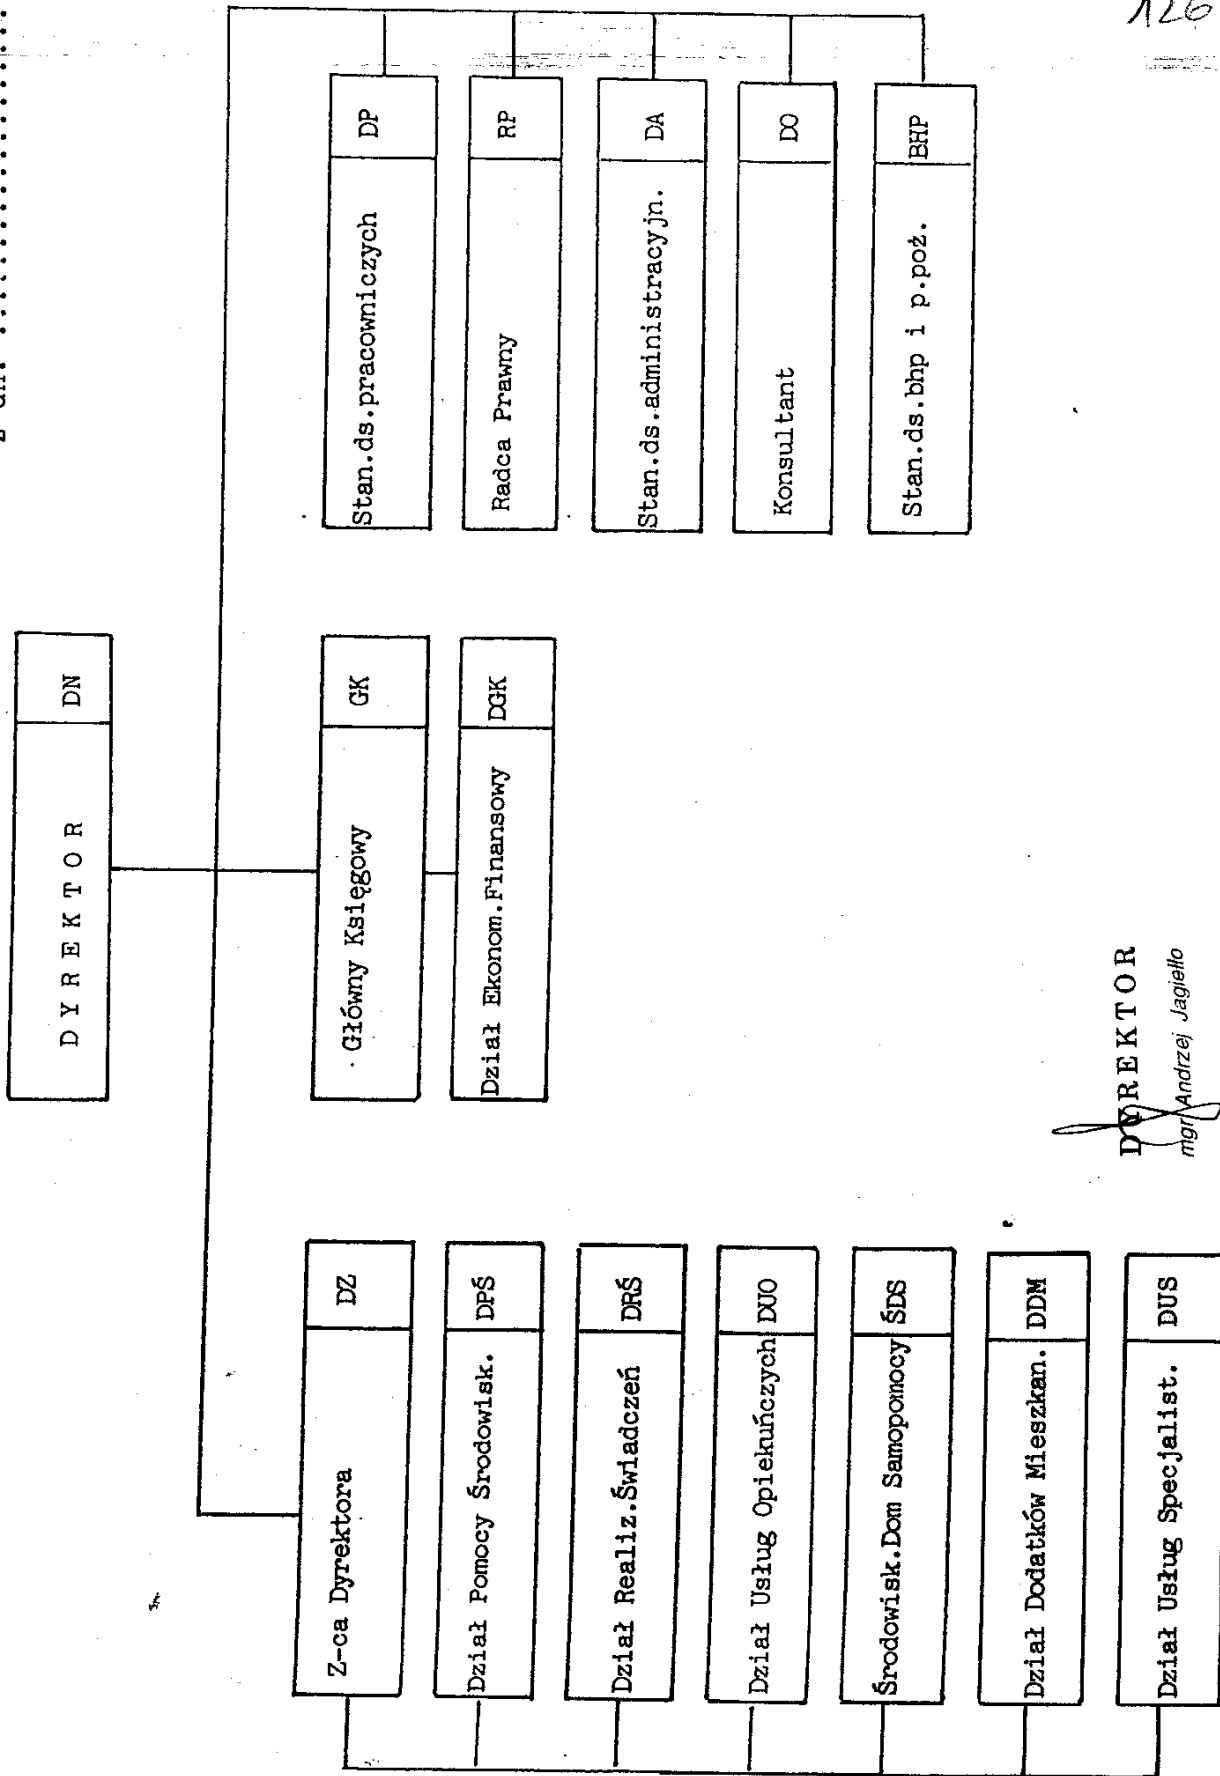 126
z dn. ..............................
DYREKTOR DN
Z-ca Dyrektora DZ
Dział Pomocy Środowisk. DPŚ
Dział Realiz.Świadczeń DRŚ
Dział Usług Opiekuńczych DUO
Środowisk.Dom Samopomocy ŚDS
Dział Dodatków Mieszkan. DDM
Dział Usług Specjalist. DUS
Główny Księgowy GK
Dział Ekonom.Finansowy DGK
Stan.ds.pracowniczych DP
Radca Prawny RP
Stan.ds.administracyjn. DA
Konsultant DO
Stan.ds.bhp i p.poż. BHP
DYREKTOR
mgr Andrzej Jagiełło